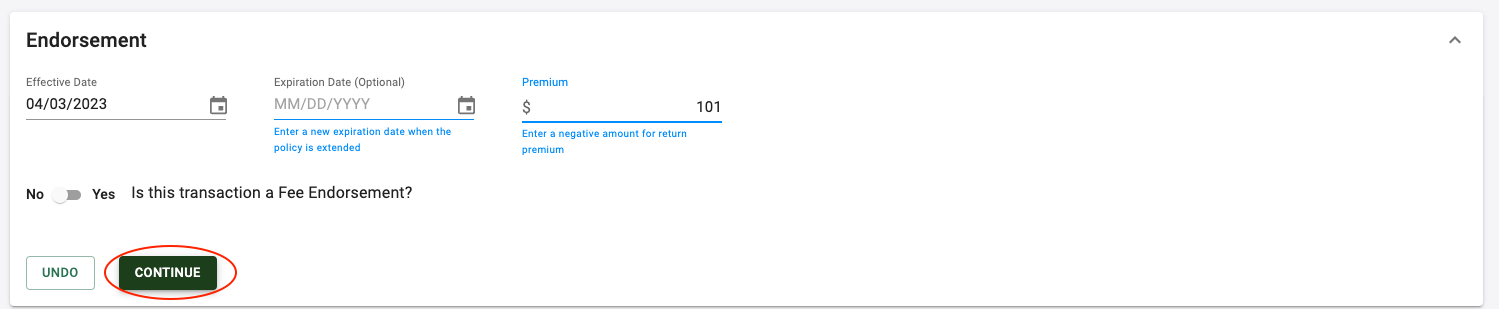 Endorsement
Effective Date
04/03/2023
Expiration Date (Optional)
MM/DD/YYYY
Enter a new expiration date when the
policy is extended
Premium
$ 101
Enter a negative amount for return
premium
No Yes Is this transaction a Fee Endorsement?
UNDO CONTINUE